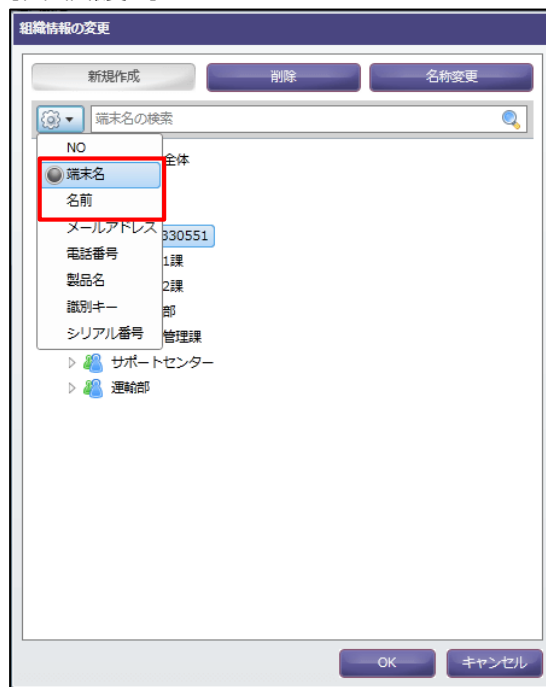 組織情報の変更
新規作成 削除 名称変更
端末名の検索
NO
全体
端末名
名前
メールアドレス
330551
電話番号
1課
製品名
2課
識別キー
部
シリアル番号
管理課
サポートセンター
運輸部
OK キャンセル